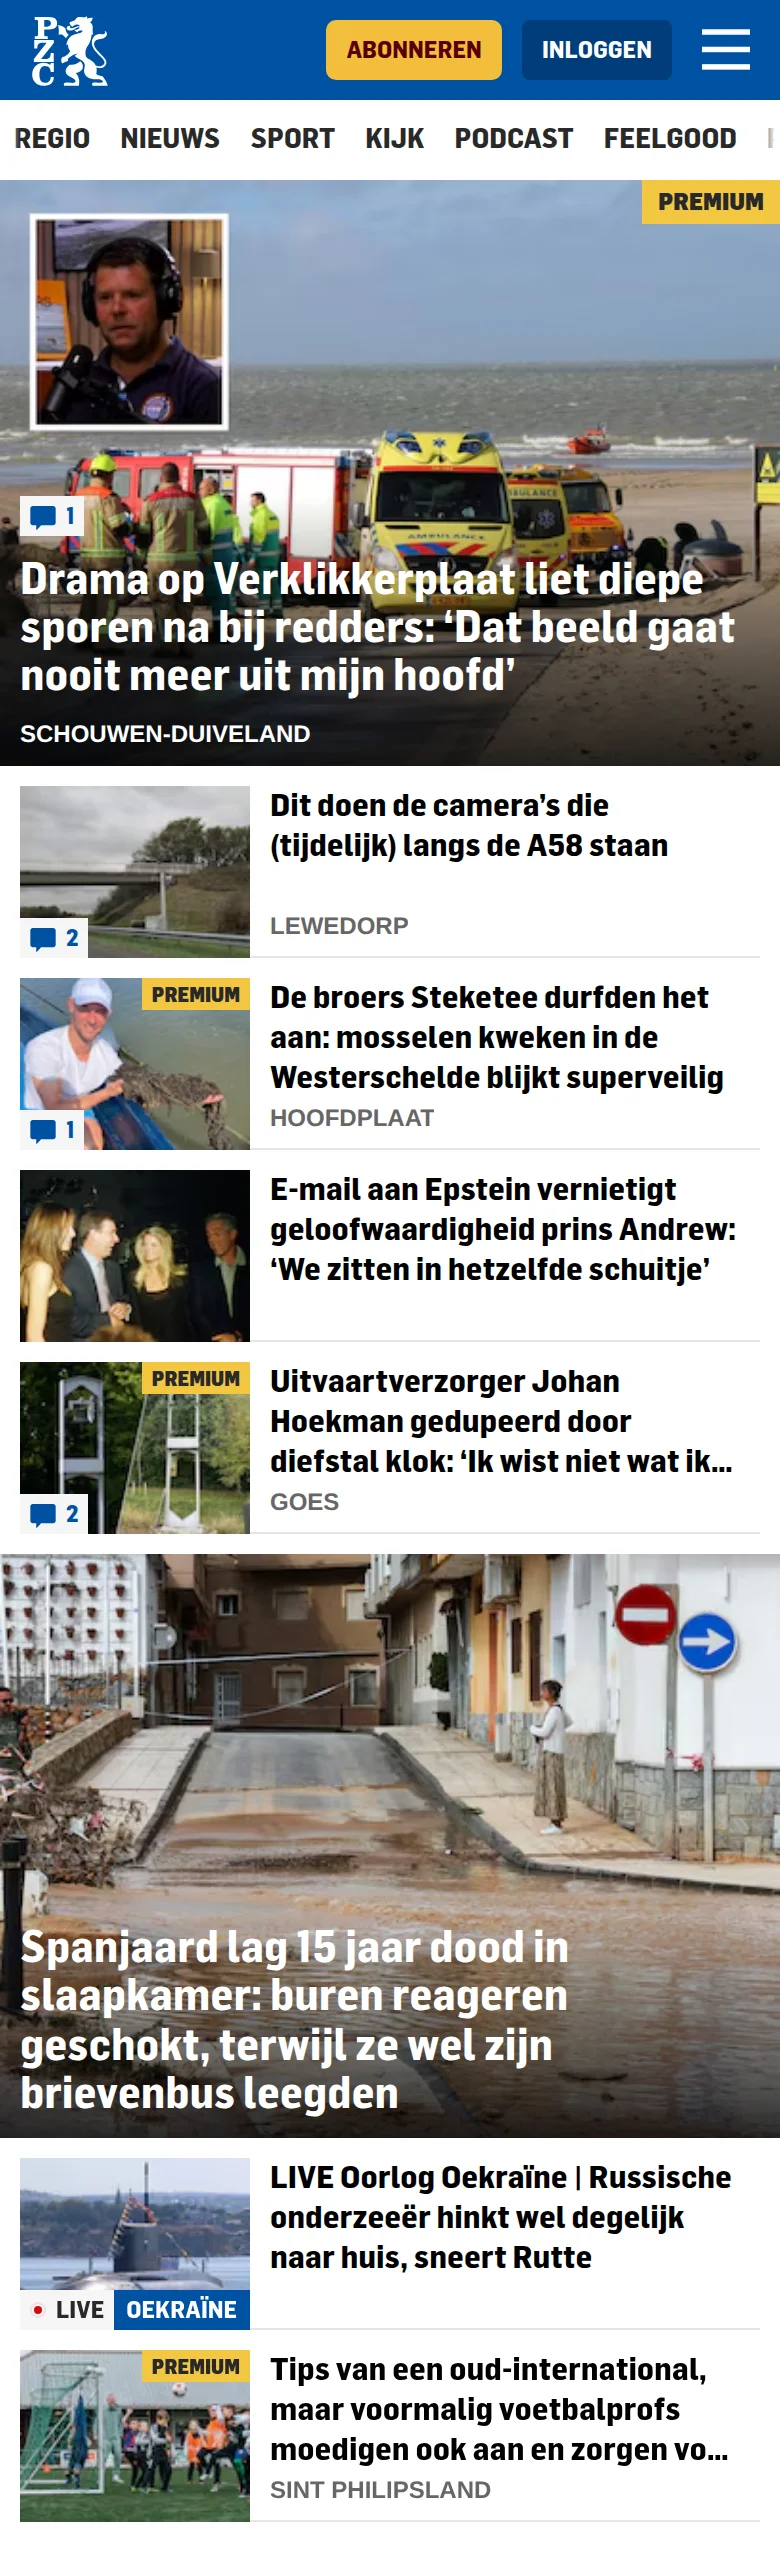 PZC
ABONNEREN
INLOGGEN
REGIO
NIEUWS
SPORT
KIJK
PODCAST
FEELGOOD
PREMIUM
AMBULANCE
1
Drama op Verklikkerplaat liet diepe
sporen na bij redders: ‘Dat beeld gaat
nooit meer uit mijn hoofd’
SCHOUWEN-DUIVELAND
2
Dit doen de camera’s die
(tijdelijk) langs de A58 staan
LEWEDORP
PREMIUM
1
De broers Steketee durfden het
aan: mosselen kweken in de
Westerschelde blijkt superveilig
HOOFDPLAAT
E-mail aan Epstein vernietigt
geloofwaardigheid prins Andrew:
‘We zitten in hetzelfde schuitje’
PREMIUM
2
Uitvaartverzorger Johan
Hoekman gedupeerd door
diefstal klok: ‘Ik wist niet wat ik...
GOES
Spanjaard lag 15 jaar dood in
slaapkamer: buren reageren
geschokt, terwijl ze wel zijn
brievenbus leegden
LIVE
OEKRAÏNE
LIVE Oorlog Oekraïne | Russische
onderzeeër hinkt wel degelijk
naar huis, sneert Rutte
PREMIUM
Tips van een oud-international,
maar voormalig voetbalprofs
moedigen ook aan en zorgen vo...
SINT PHILIPSLAND